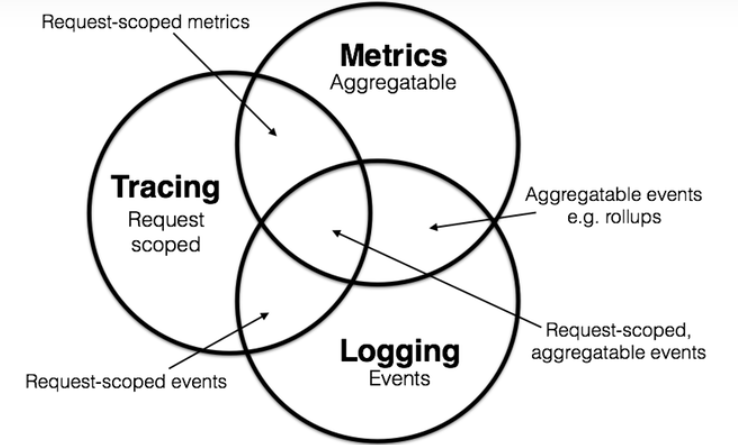 Request-scoped metrics
Metrics
Aggregatable
Tracing
Request
scoped
Aggregatable events
e.g. rollups
Request-scoped,
aggregatable events
Logging
Events
Request-scoped events